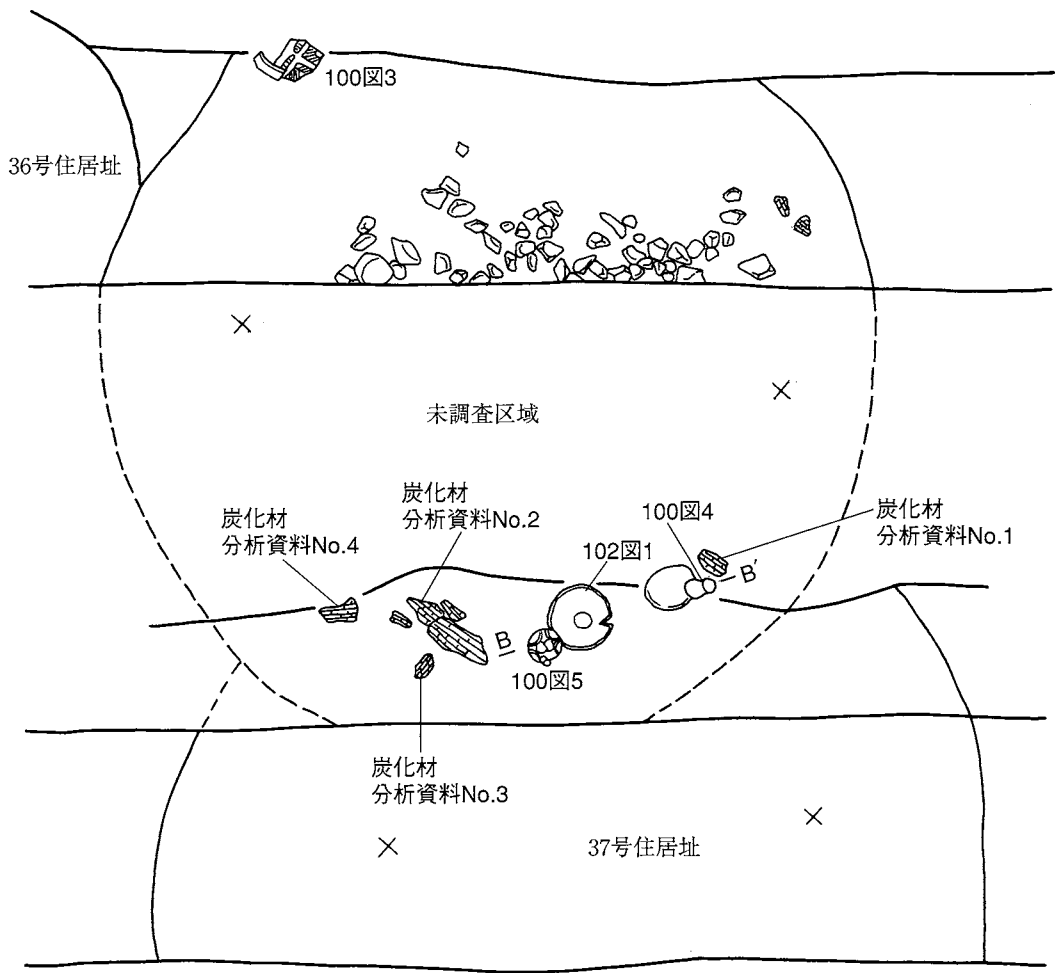 100図3
36号住居址
未調査区域
炭化材
分析資料No.2
炭化材
分析資料No.4
100図4
炭化材
分析資料No.1
102図1
B′
B
100図5
炭化材
分析資料No.3
37号住居址